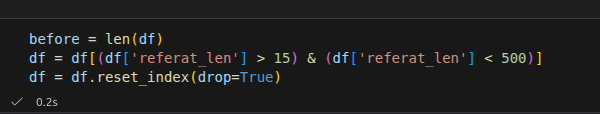 before = len(df)
df = df[(df['referat_len'] > 15) & (df['referat_len'] < 500)]
df = df.reset_index(drop=True)
0.2s